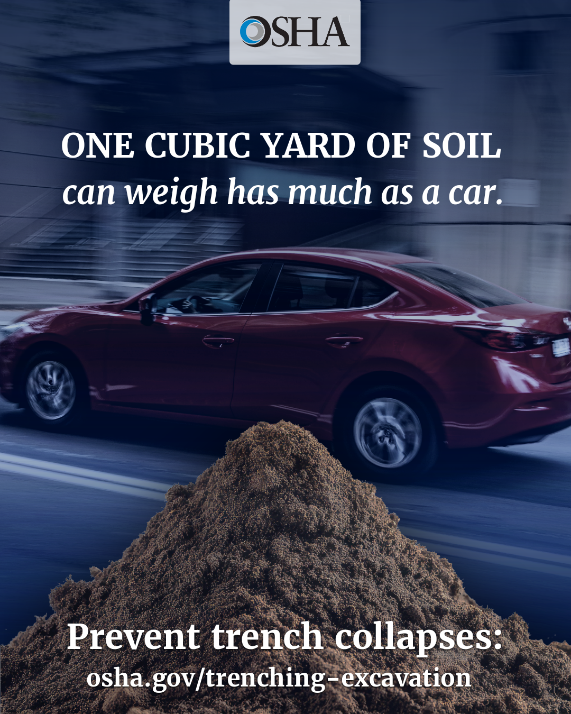 OSHA
ONE CUBIC YARD OF SOIL
can weigh has much as a car.
Prevent trench collapses:
osha.gov/trenching-excavation